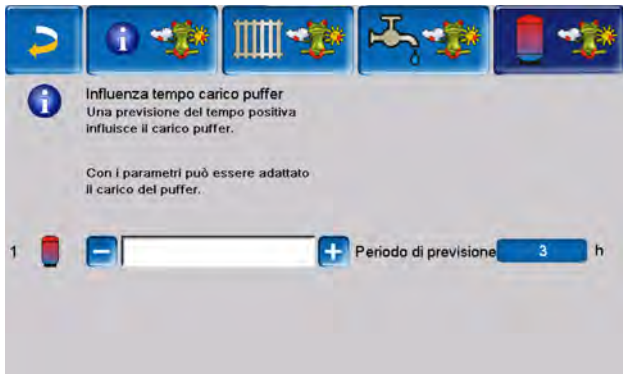 Influenza tempo carico puffer
Una previsione del tempo positiva
influisce il carico puffer.
Con i parametri può essere adattato
il carico del puffer.
1 Periodo di previsione 3 h